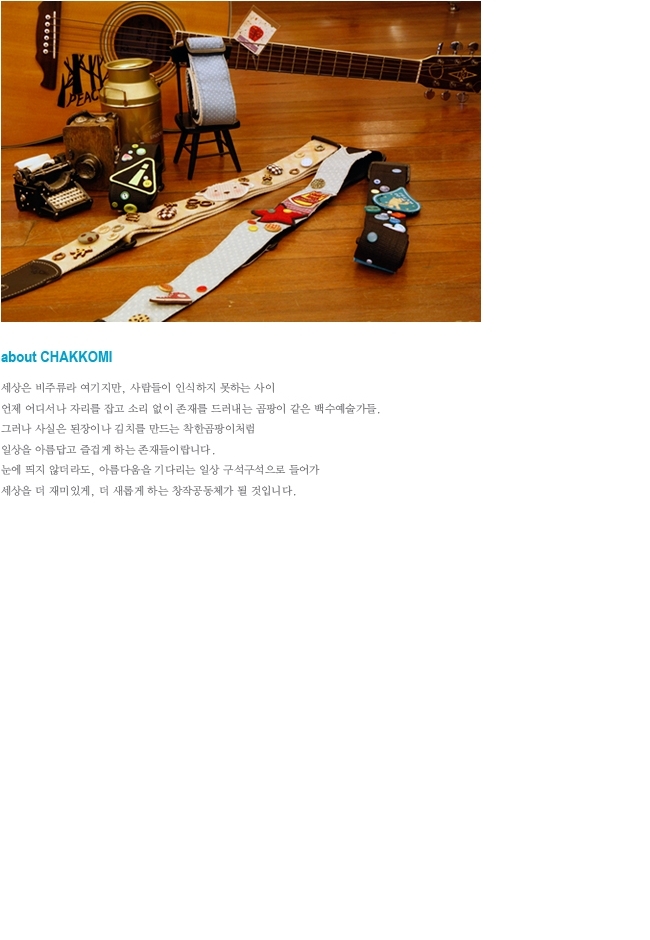 PEACE
about CHAKKOMI
세상은 비주류라 여기지만, 사람들이 인식하지 못하는 사이
언제 어디서나 자리를 잡고 소리 없이 존재를 드러내는 곰팡이 같은 백수예술가들.
그러나 사실은 된장이나 김치를 만드는 착한곰팡이처럼
일상을 아름답고 즐겁게 하는 존재들이랍니다.
눈에 띄지 않더라도, 아름다움을 기다리는 일상 구석구석으로 들어가
세상을 더 재미있게, 더 새롭게 하는 창작공동체가 될 것입니다.